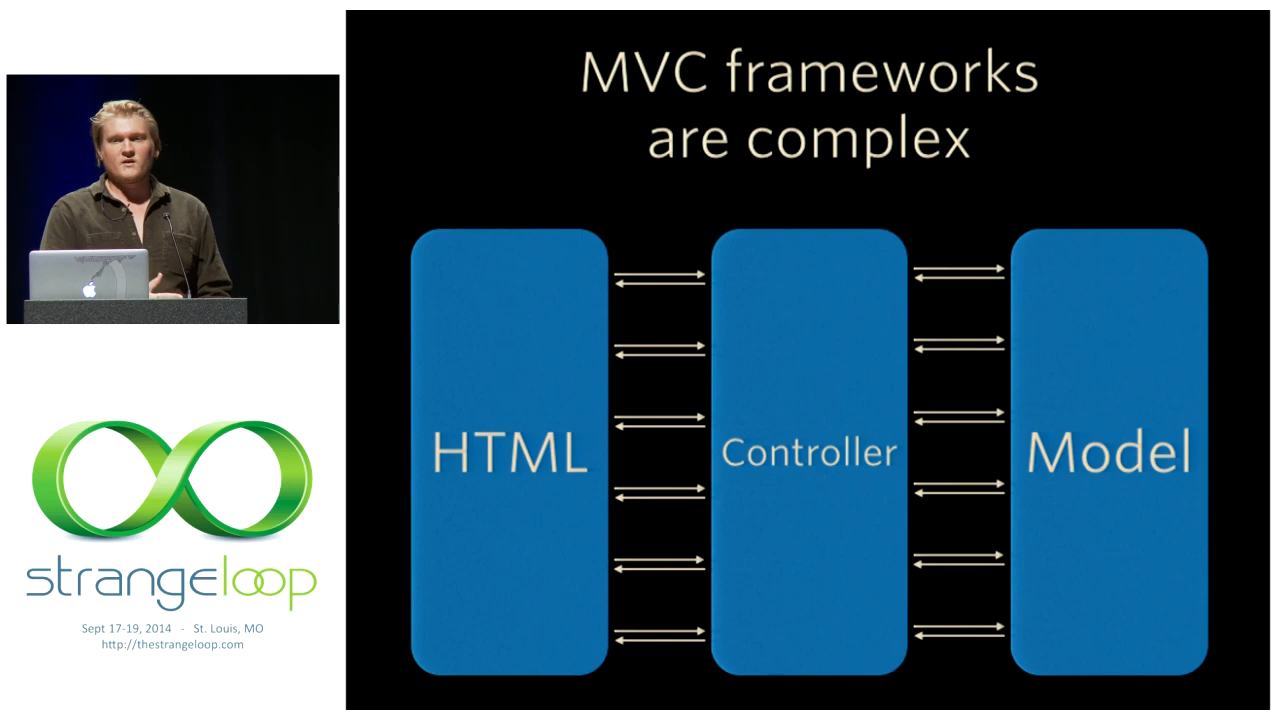 MVC frameworks
are complex
HTML
Controller
Model
strangeloop
Sept 17-19, 2014 - St. Louis, MO
http://thestrangeloop.com